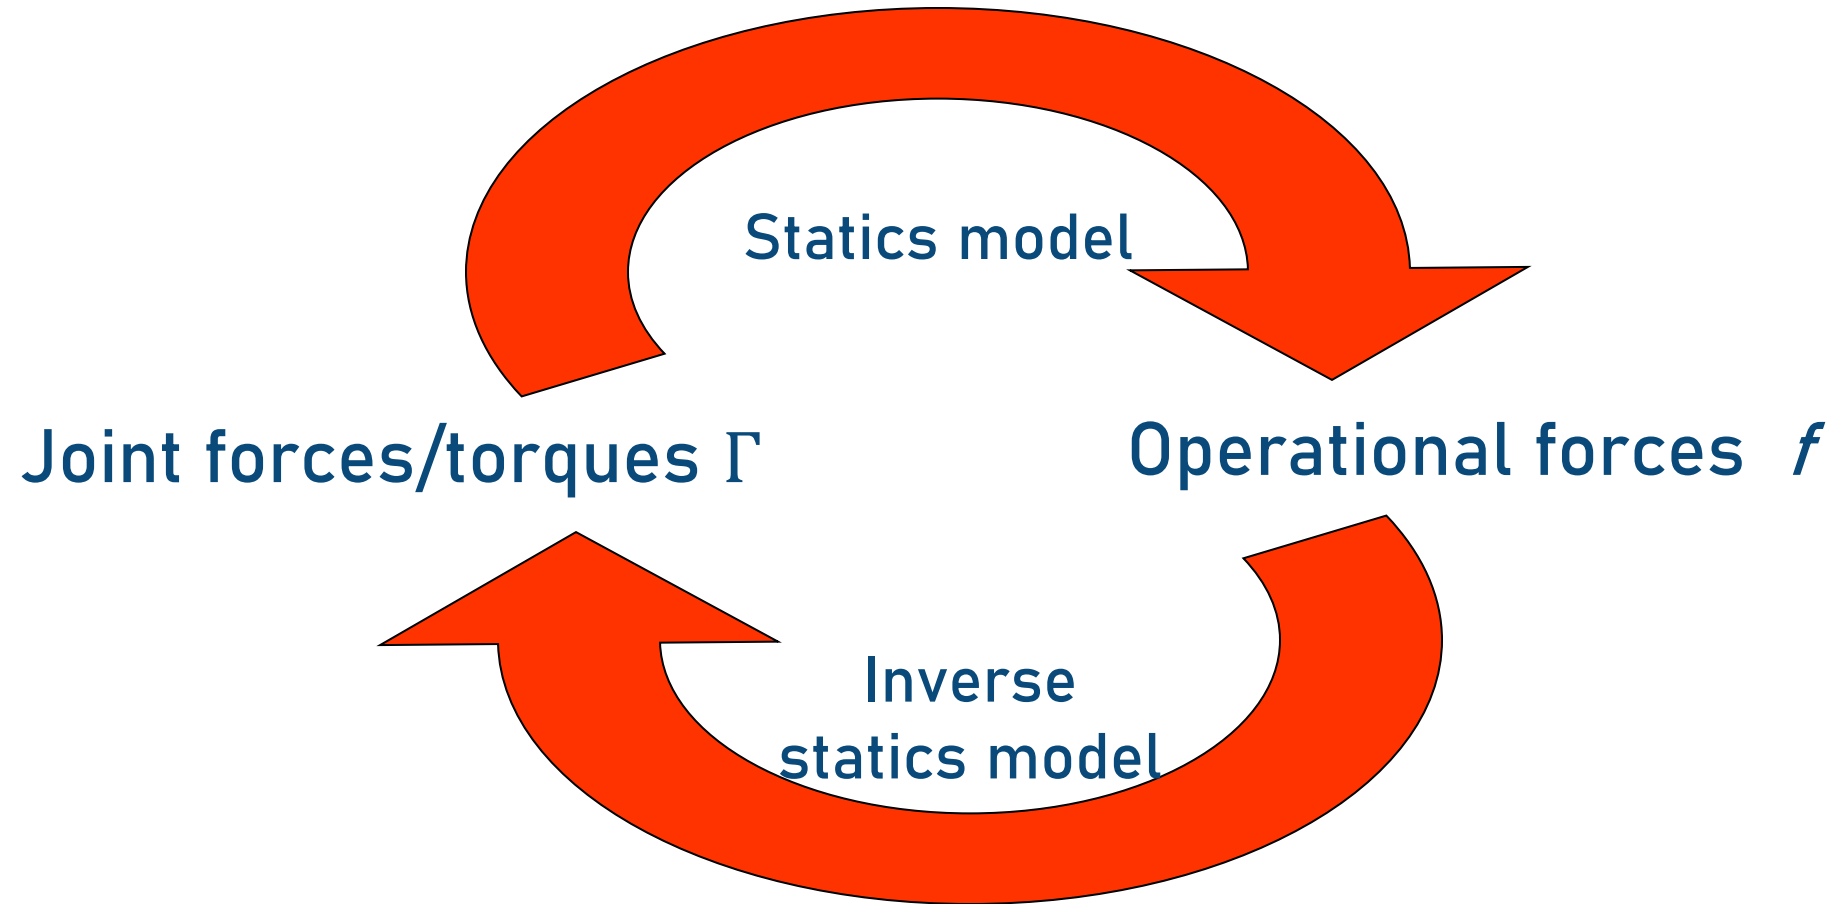 Statics model
Joint forces/torques Γ
Operational forces f
Inverse
statics model